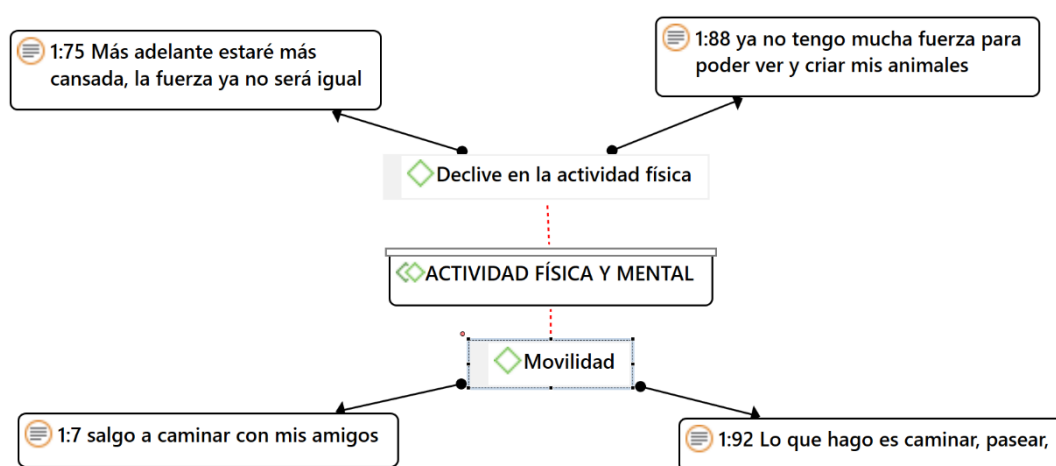 1:75 Más adelante estaré más
cansada, la fuerza ya no será igual
1:88 ya no tengo mucha fuerza para
poder ver y criar mis animales
Declive en la actividad física
ACTIVIDAD FÍSICA Y MENTAL
Movilidad
1:7 salgo a caminar con mis amigos
1:92 Lo que hago es caminar, pasear,